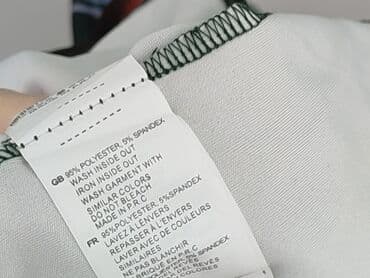 GB 95% POLYESTER, 5% SPANDEX
WASH INSIDE OUT
IRON INSIDE OUT
WASH GARMENT WITH
SIMILAR COLORS
DO NOT BLEACH
MADE IN P.R.C
FR 95%POLYESTER, 5%SPANDEX
LAVEZ À L'ENVERS
REPASSER À L'ENVERS
LAVER AVEC DE COULEURS
SIMILAIRES
NE PAS BLANCHIR